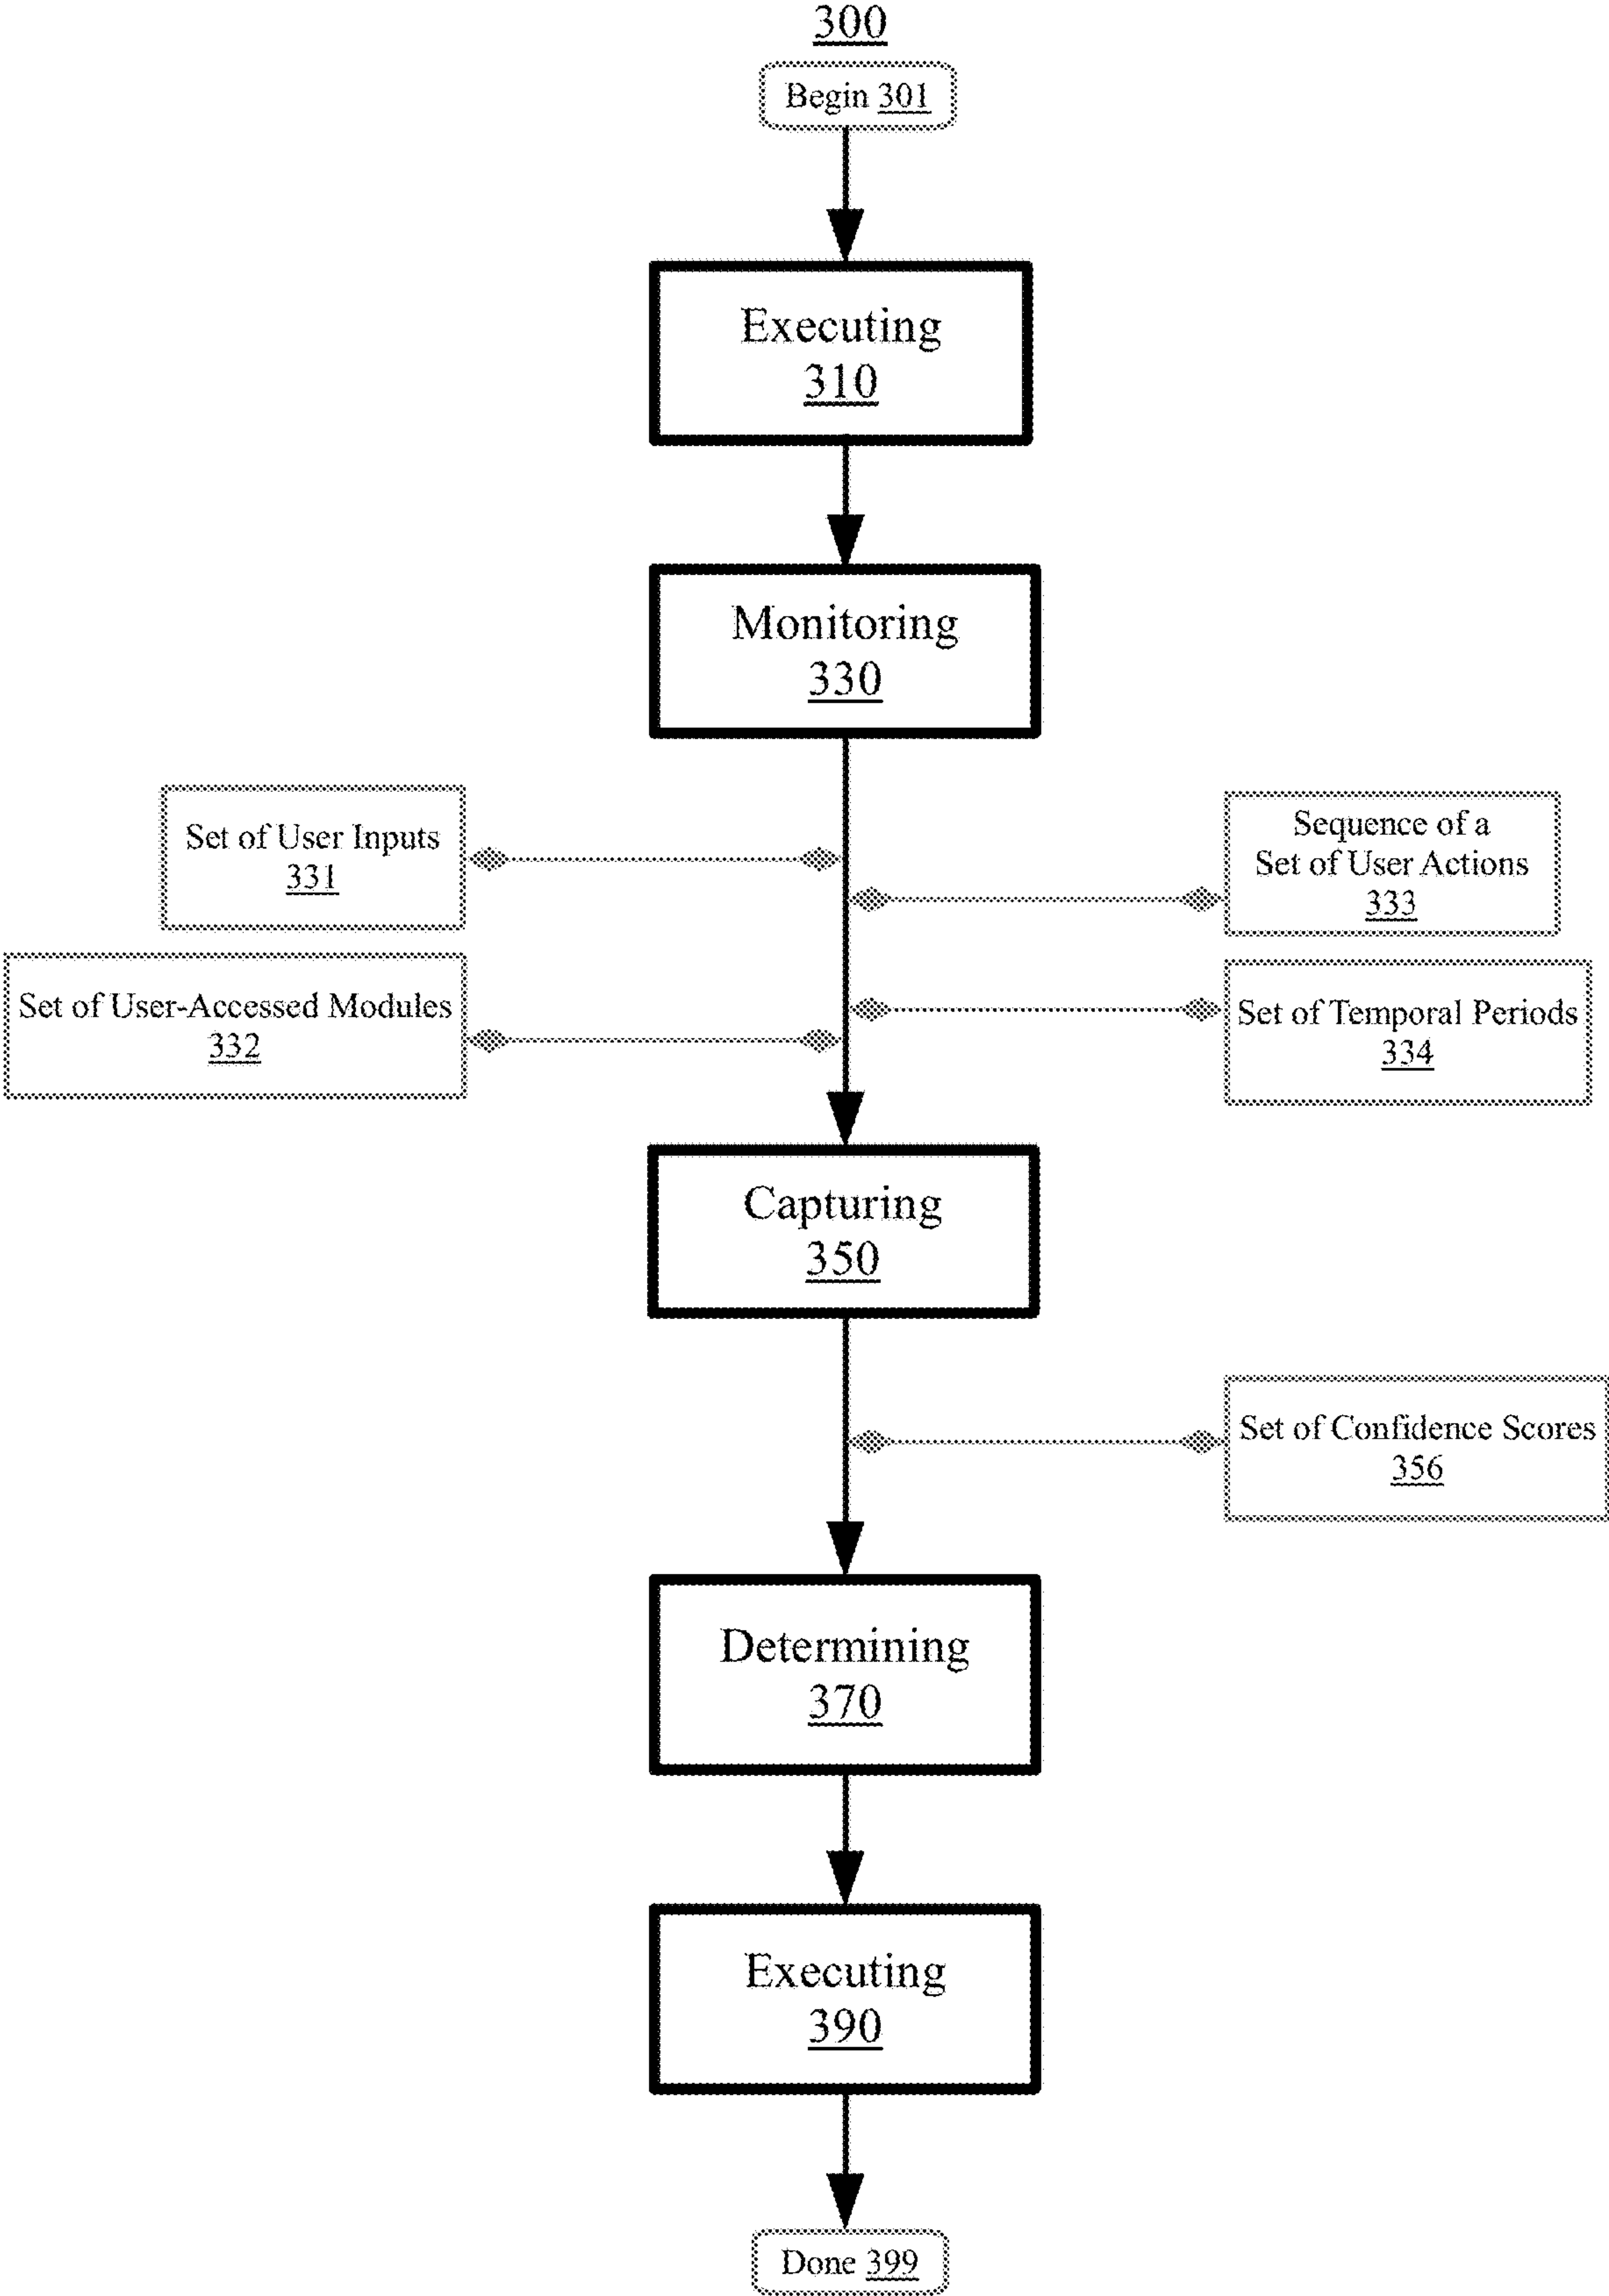 300
Begin 301
Executing
310
Monitoring
330
Set of User Inputs
331
Sequence of a
Set of User Actions
333
Set of User-Accessed Modules
332
Set of Temporal Periods
334
Capturing
350
Set of Confidence Scores
356
Determining
370
Executing
390
Done 399